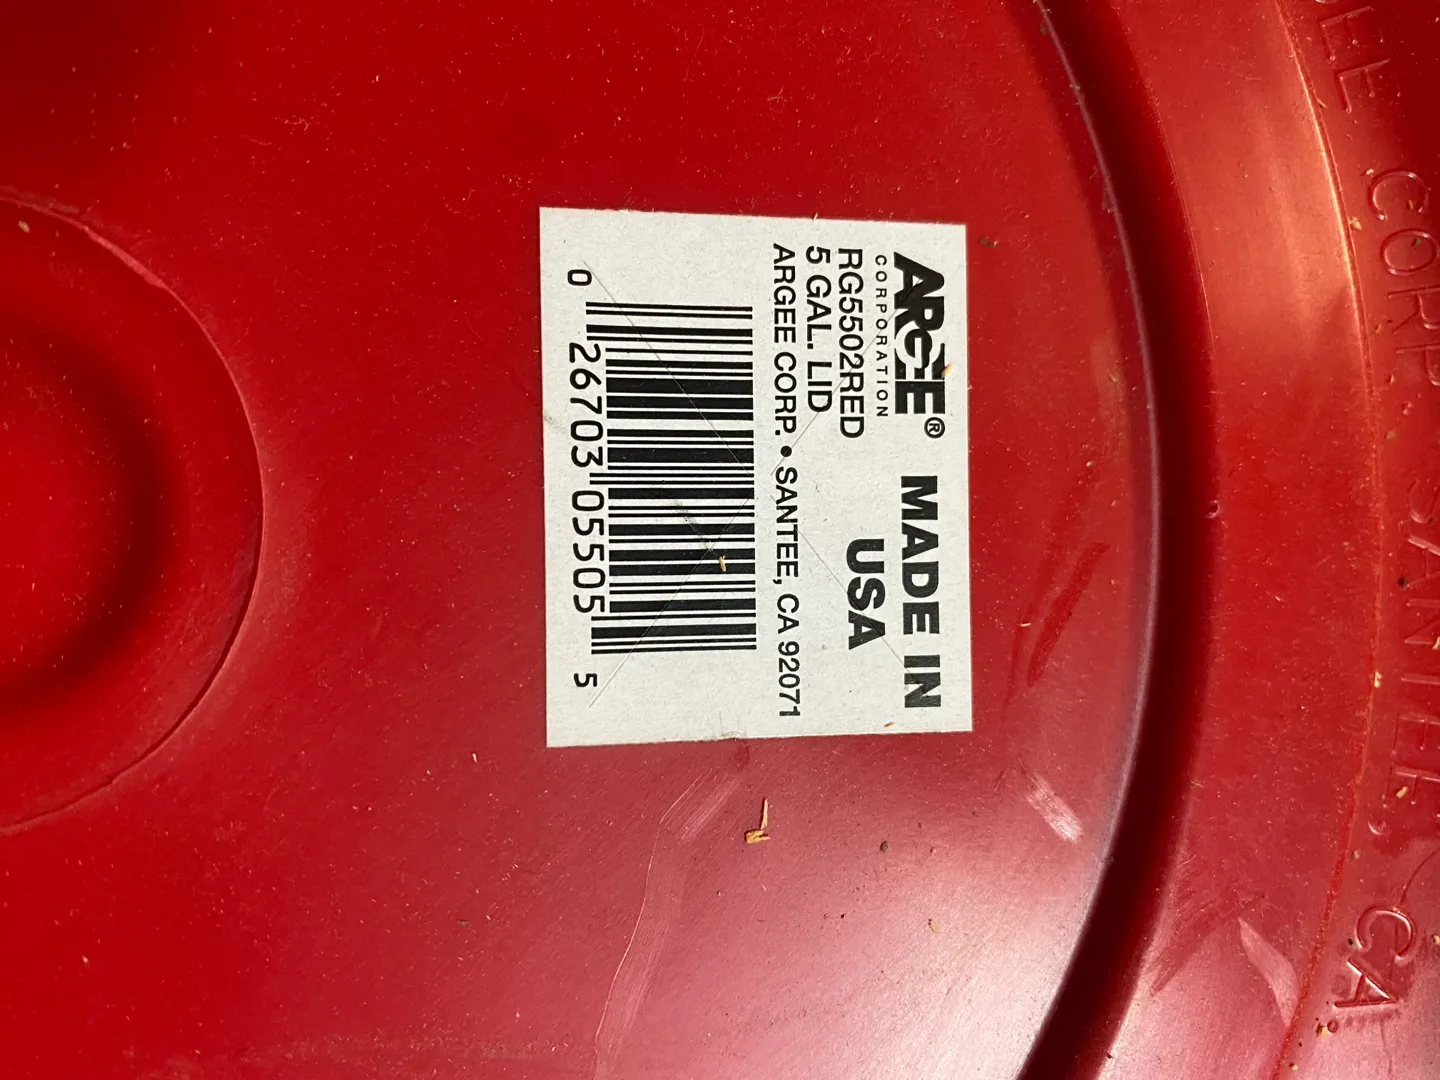 ARGEE® MADE IN
CORPORATION USA
RG5502RED
5 GAL. LID
ARGEE CORP. • SANTEE, CA 92071
0 26703 05505 5
GEE CORP. SANTEE, CA.